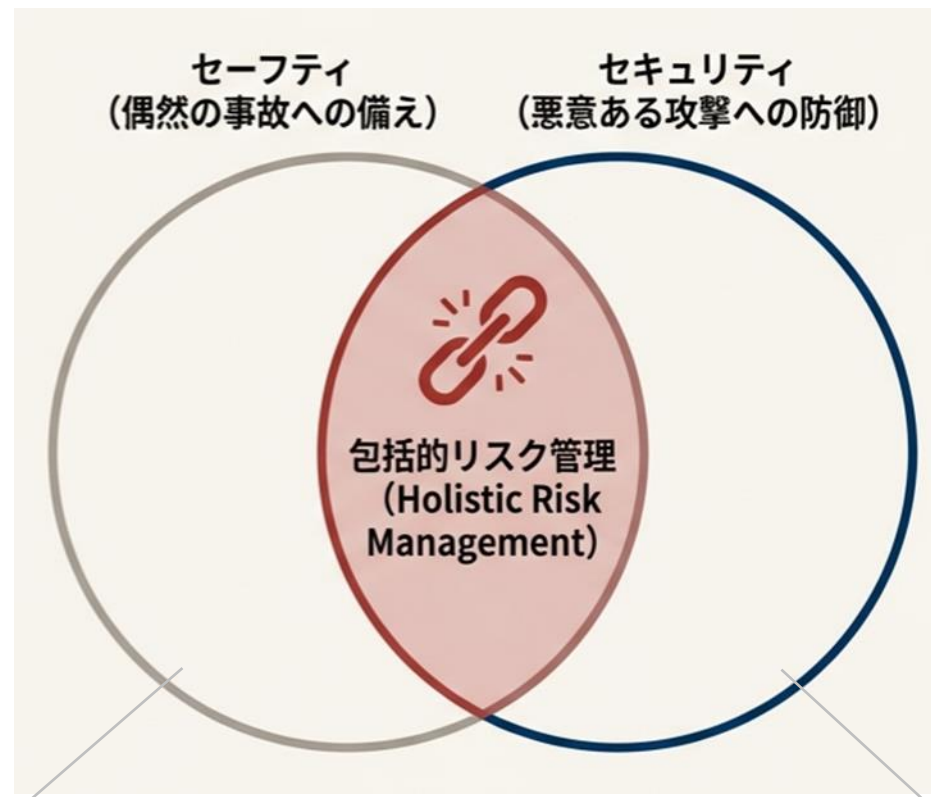 セーフティ
（偶然の事故への備え）
セキュリティ
（悪意ある攻撃への防御）
包括的リスク管理
（Holistic Risk
Management）